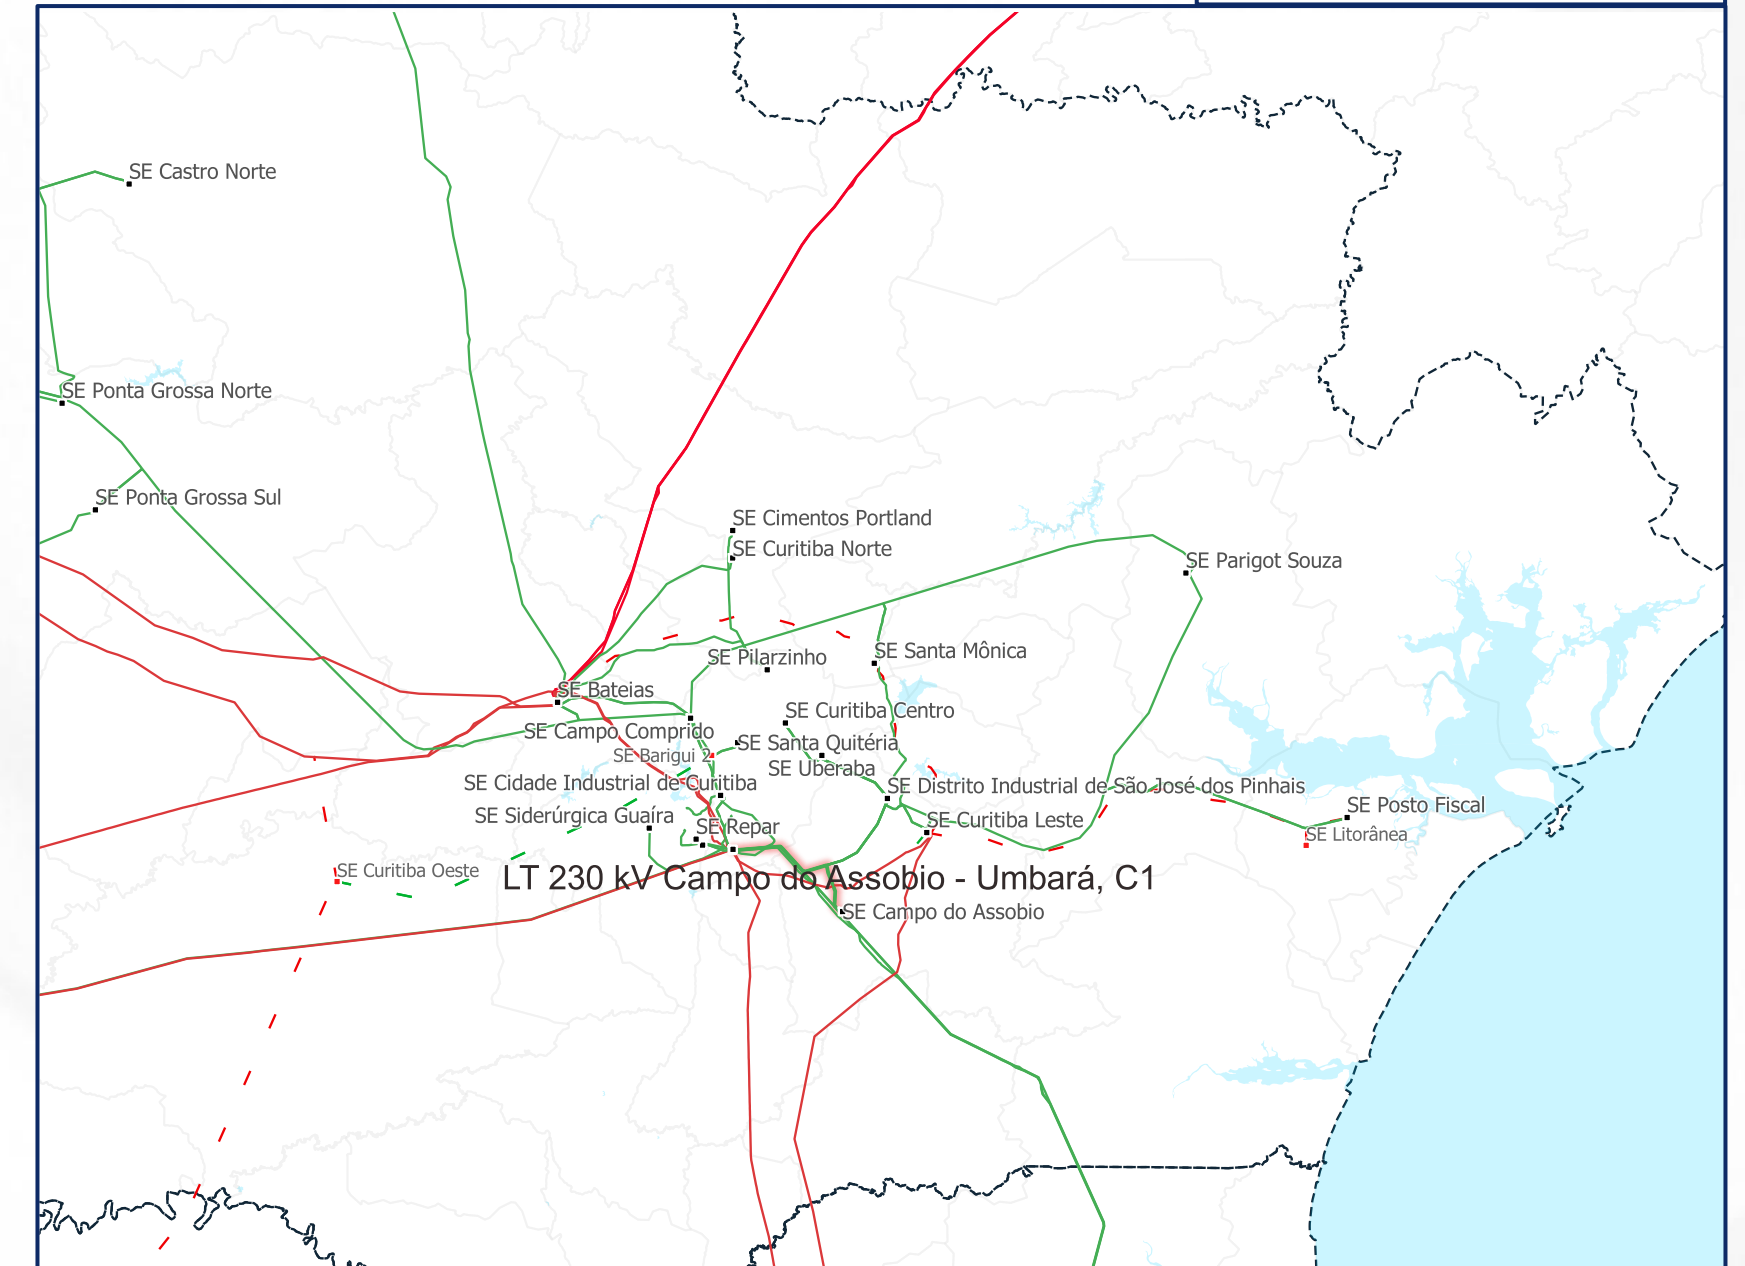 SE Castro Norte
SE Ponta Grossa Norte
SE Ponta Grossa Sul
SE Cimentos Portland
SE Curitiba Norte
SE Parigot Souza
SE Santa Mônica
SE Pilarzinho
SE Bateias
SE Curitiba Centro
SE Campo Comprido
SE Santa Quitéria
SE Barigui 2
SE Uberaba
SE Cidade Industrial de Curitiba
SE Distrito Industrial de São José dos Pinhais
SE Posto Fiscal
SE Siderúrgica Guaíra
SE Curitiba Leste
SE Repar
SE Litorânea
SE Curitiba Oeste
LT 230 kV Campo do Assobio - Umbará, C1
SE Campo do Assobio